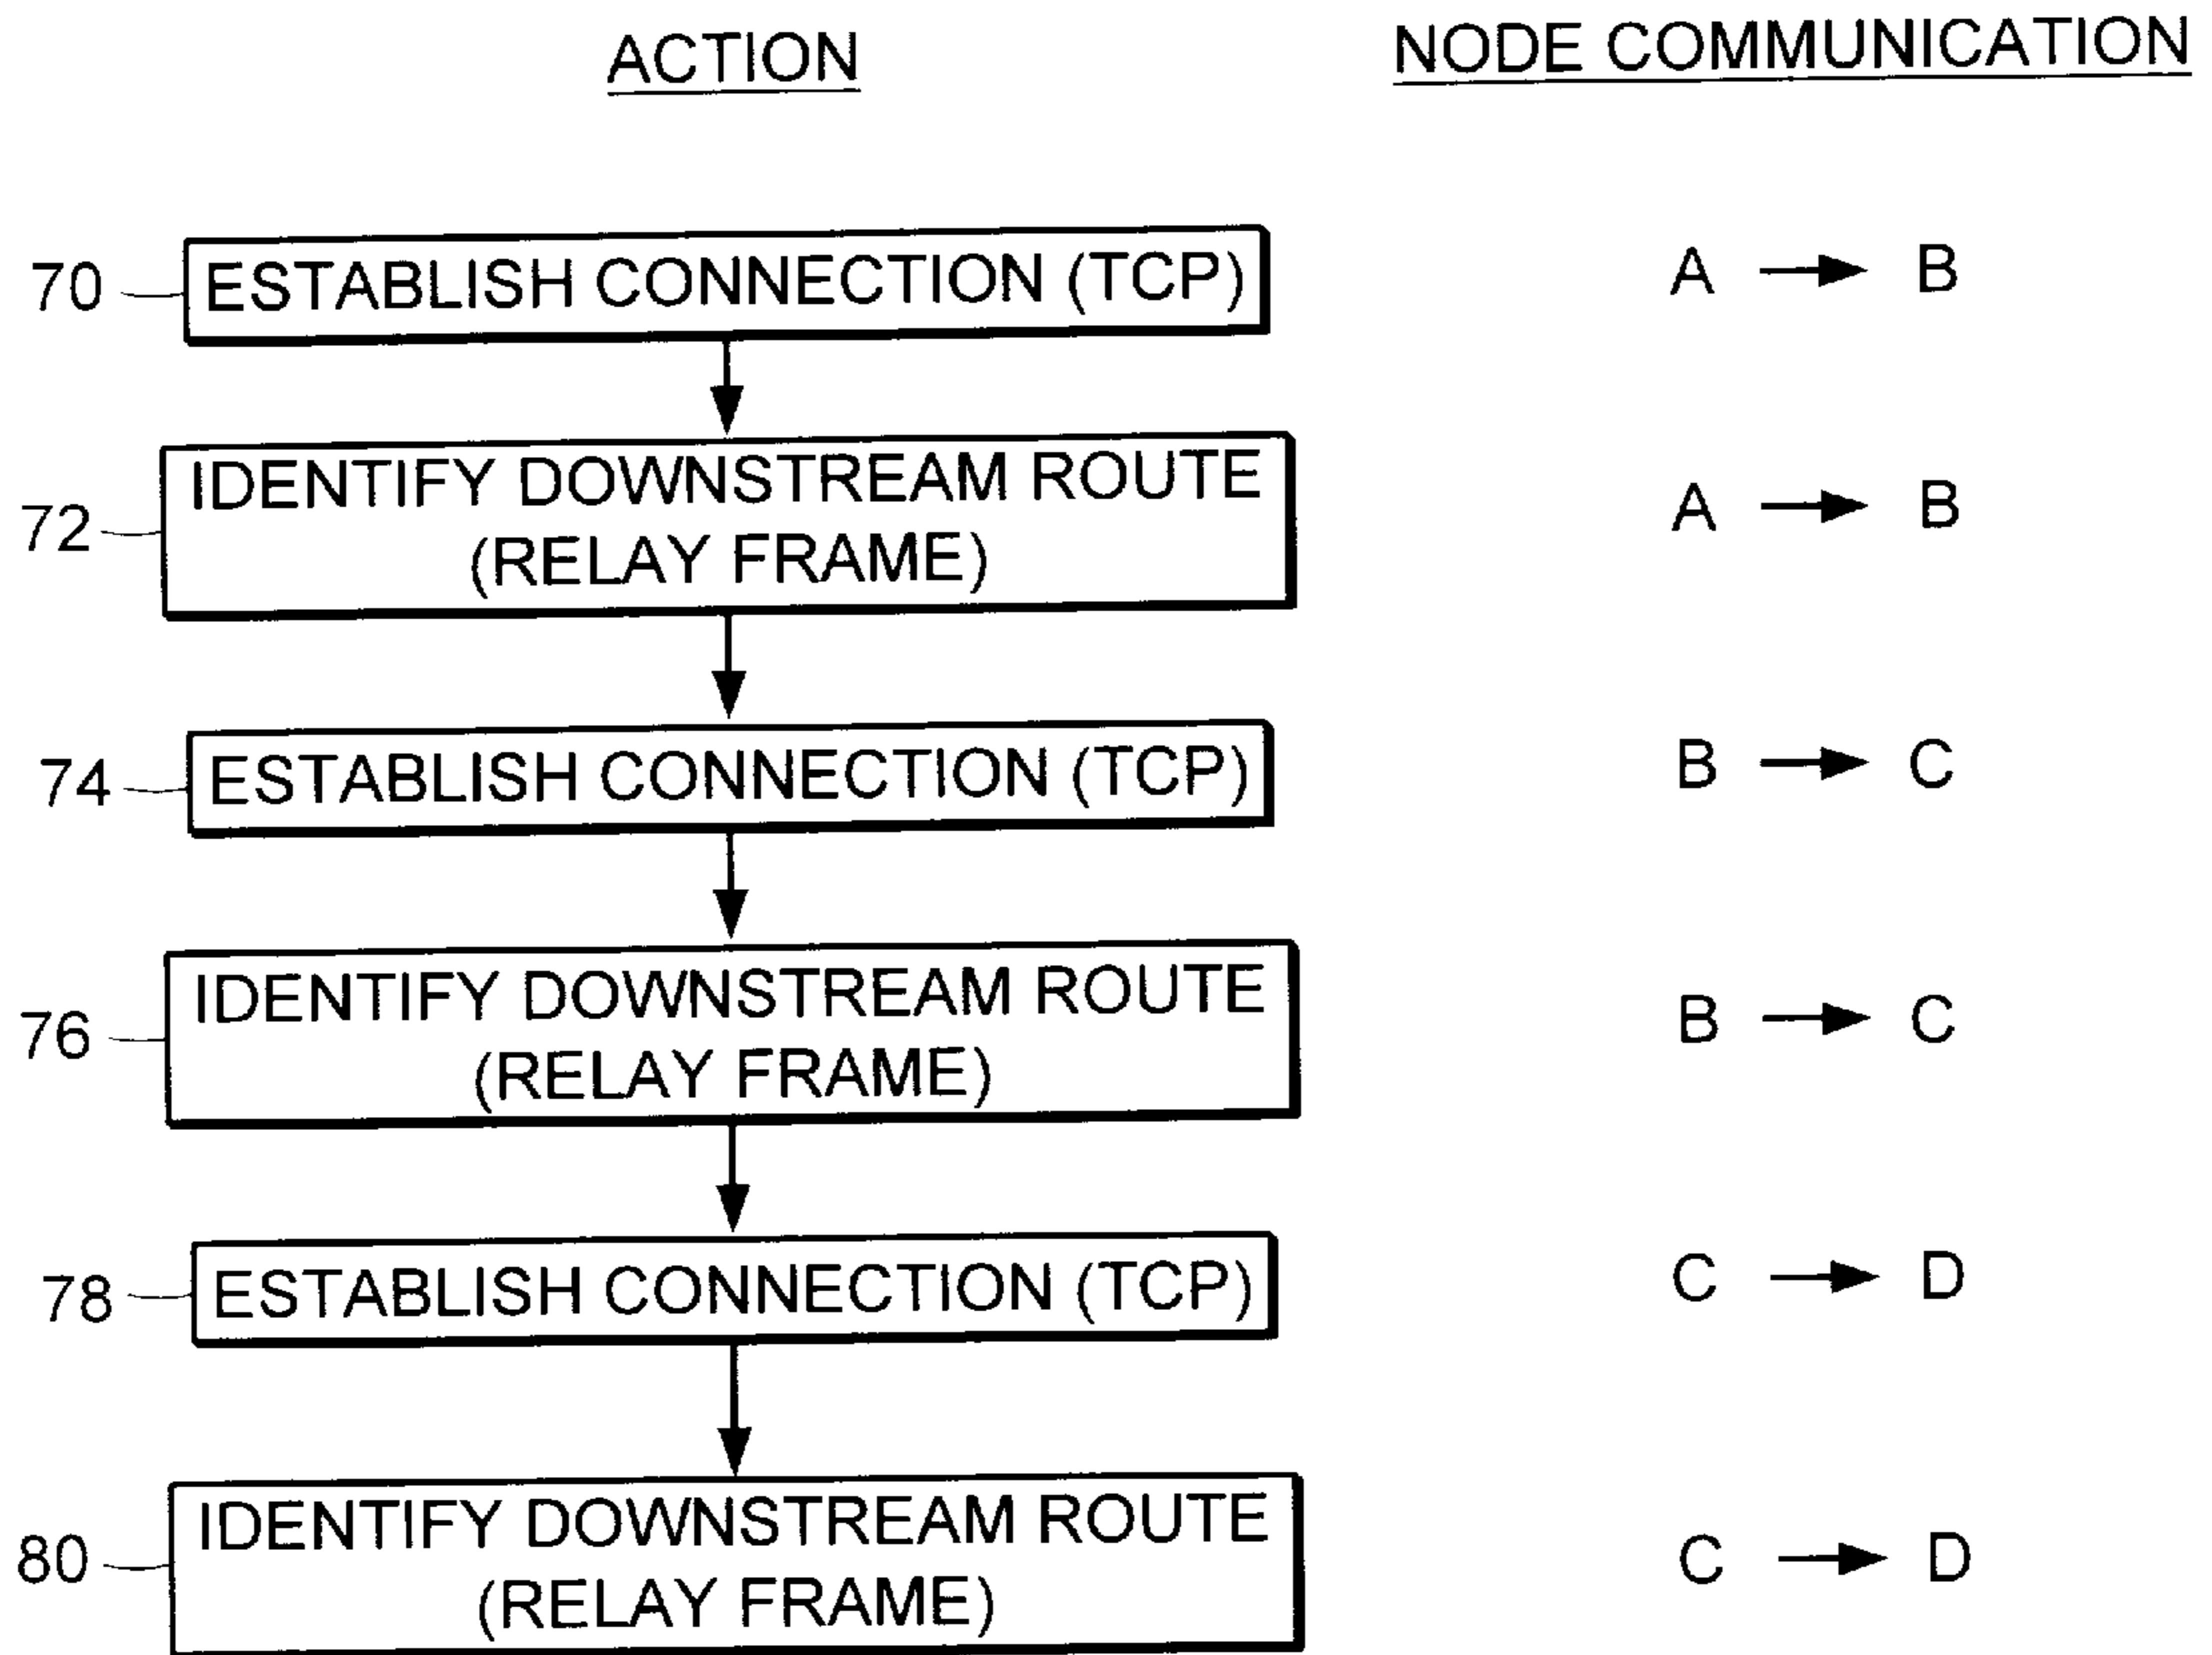 ACTION NODE COMMUNICATION
70 ESTABLISH CONNECTION (TCP) A B
72 IDENTIFY DOWNSTREAM ROUTE A B
(RELAY FRAME)
74 ESTABLISH CONNECTION (TCP) B C
76 IDENTIFY DOWNSTREAM ROUTE B C
(RELAY FRAME)
78 ESTABLISH CONNECTION (TCP) C D
80 IDENTIFY DOWNSTREAM ROUTE C D
(RELAY FRAME)